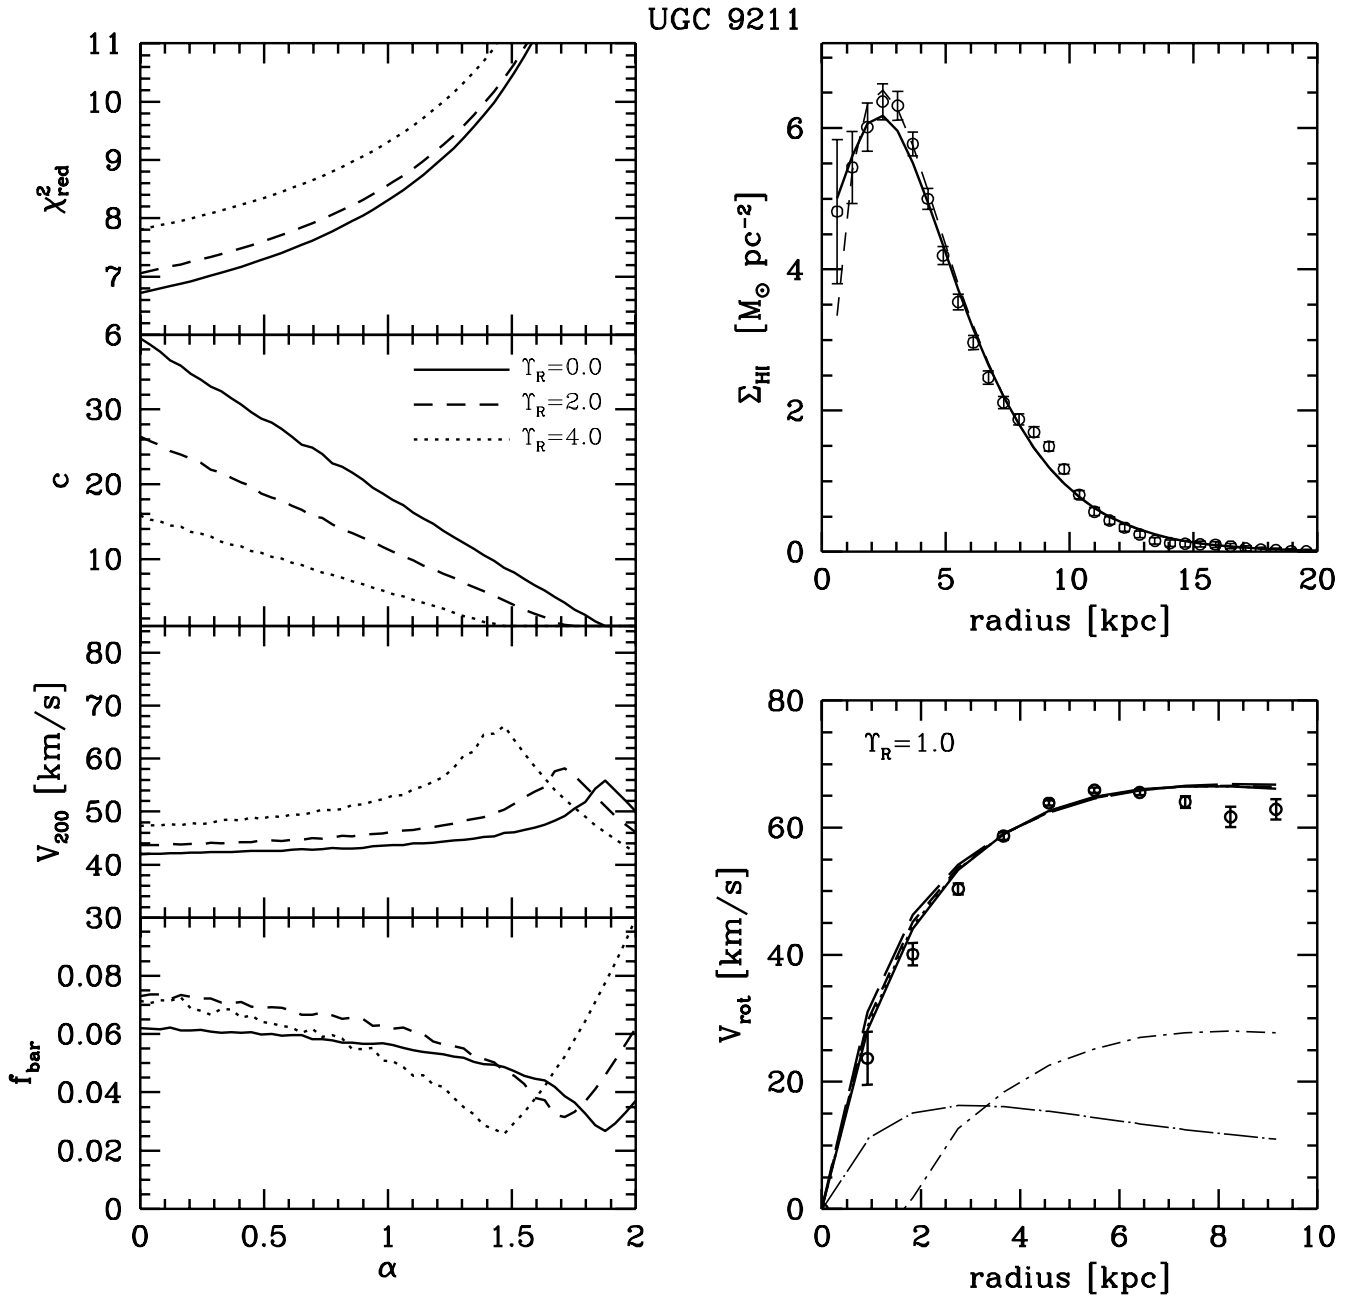 UGC 9211
11
10
9
8
7
6
χ²red
30
20
10
c
ϒR=0.0
ϒR=2.0
ϒR=4.0
80
70
60
50
40
30
V200 [km/s]
0.08
0.06
0.04
0.02
0
fbar
0 0.5 1 1.5 2
α
6
4
2
0
ΣHI [M⊙ pc−2]
0 5 10 15 20
radius [kpc]
80
60
40
20
0
Vrot [km/s]
ϒR=1.0
0 2 4 6 8 10
radius [kpc]